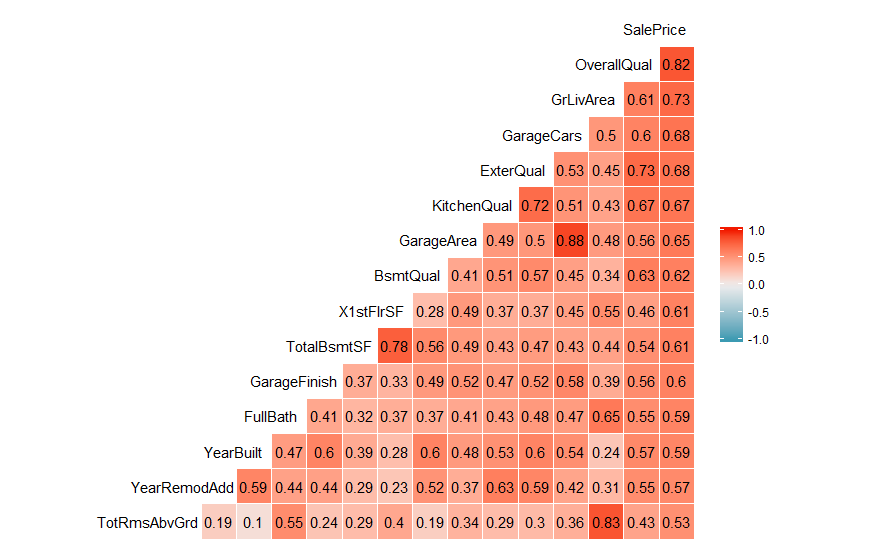 SalePrice
OverallQual 0.82
GrLivArea 0.61 0.73
GarageCars 0.5 0.6 0.68
ExterQual 0.53 0.45 0.73 0.68
KitchenQual 0.72 0.51 0.43 0.67 0.67
GarageArea 0.49 0.5 0.88 0.48 0.56 0.65
BsmtQual 0.41 0.51 0.57 0.45 0.34 0.63 0.62
X1stFlrSF 0.28 0.49 0.37 0.37 0.45 0.55 0.46 0.61
TotalBsmtSF 0.78 0.56 0.49 0.43 0.47 0.43 0.44 0.54 0.61
GarageFinish 0.37 0.33 0.49 0.52 0.47 0.52 0.58 0.39 0.56 0.6
FullBath 0.41 0.32 0.37 0.37 0.41 0.43 0.48 0.47 0.65 0.55 0.59
YearBuilt 0.47 0.6 0.39 0.28 0.6 0.48 0.53 0.6 0.54 0.24 0.57 0.59
YearRemodAdd 0.59 0.44 0.44 0.29 0.23 0.52 0.37 0.63 0.59 0.42 0.31 0.55 0.57
TotRmsAbvGrd 0.19 0.1 0.55 0.24 0.29 0.4 0.19 0.34 0.29 0.3 0.36 0.83 0.43 0.53
1.0
0.5
0.0
-0.5
-1.0